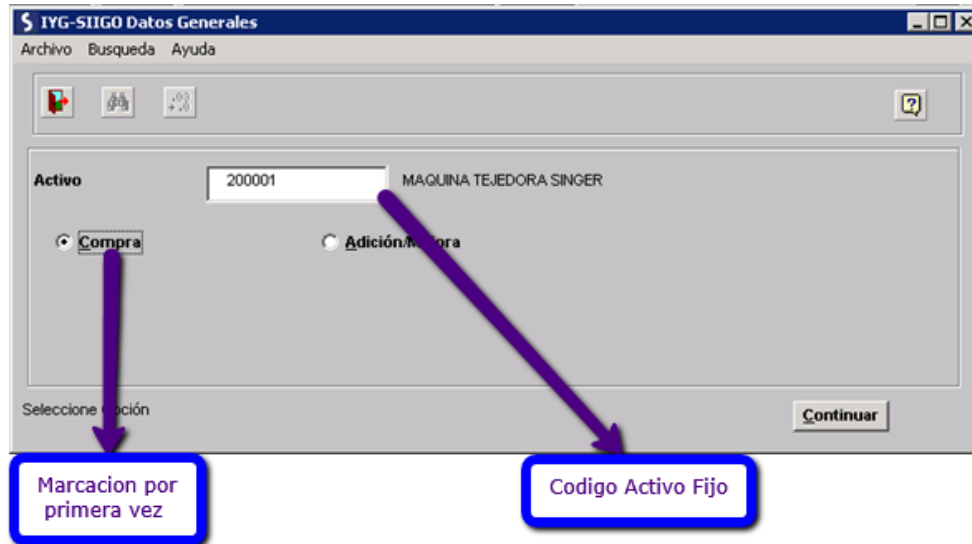 IYG-SIIGO Datos Generales
Archivo Busqueda Ayuda
Activo 200001 MAQUINA TEJEDORA SINGER
Compra
Seleccione
Continuar
Marcacion por
primera vez
Codigo Activo Fijo